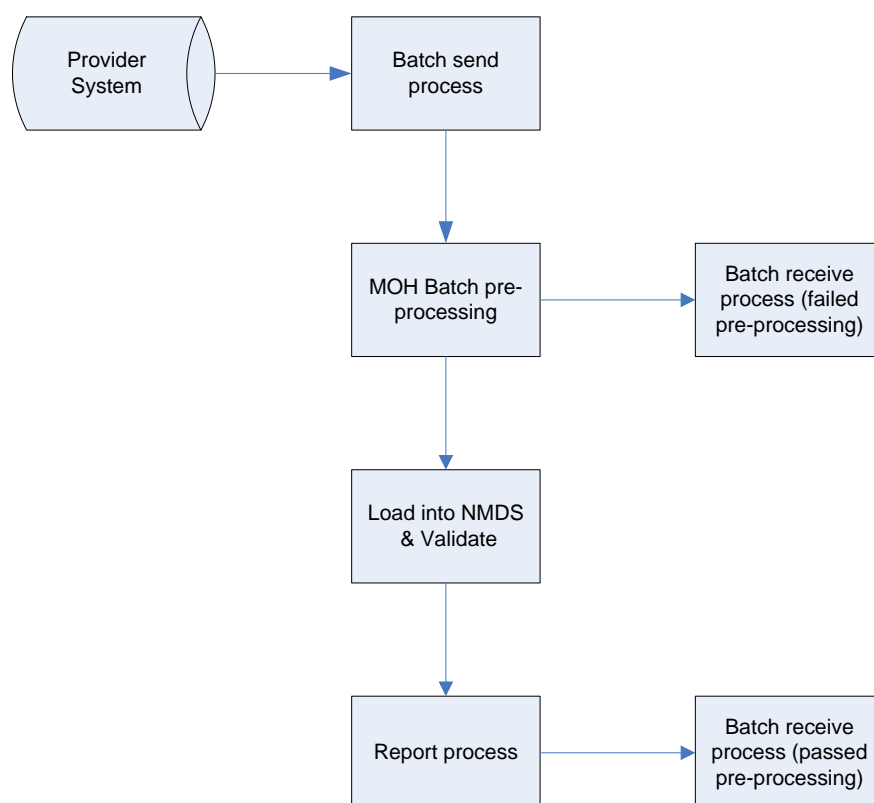 Provider
System
Batch send
process
MOH Batch pre-
processing
Batch receive
process (failed
pre-processing)
Load into NMDS
& Validate
Report process
Batch receive
process (passed
pre-processing)